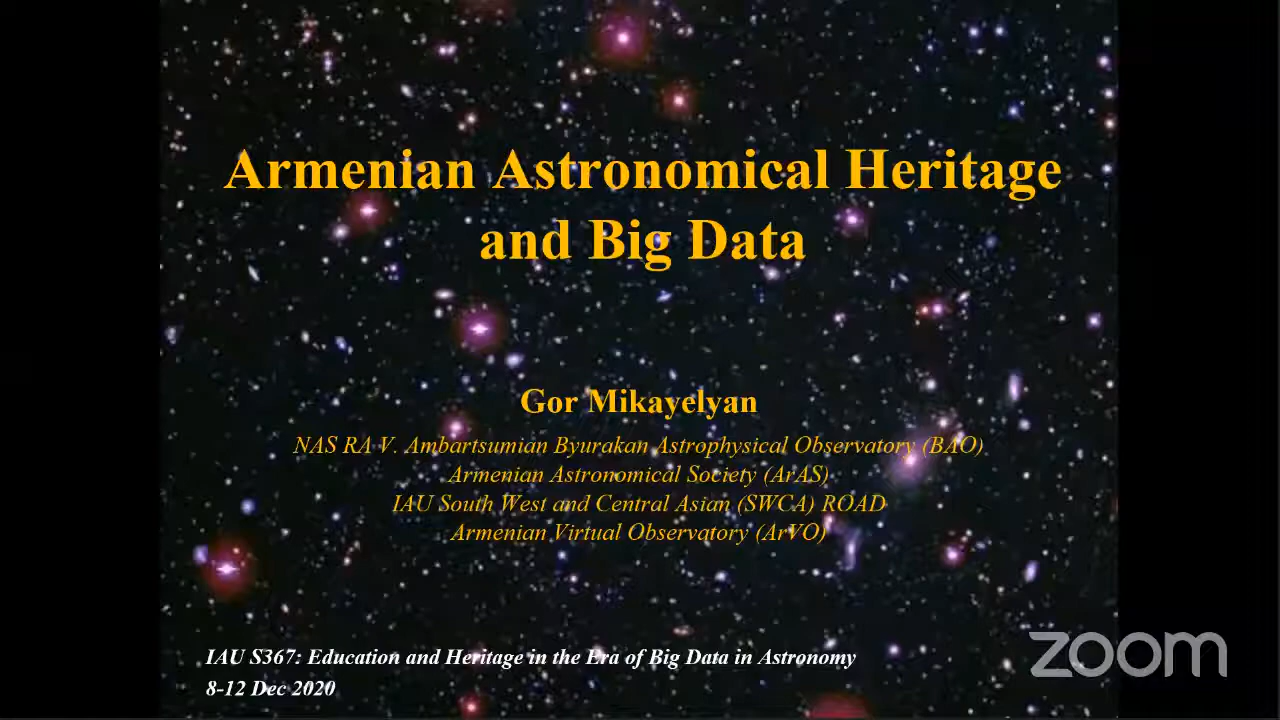 Armenian Astronomical Heritage
and Big Data
Gor Mikayelyan
NAS RA V. Ambartsumian Byurakan Astrophysical Observatory (BAO)
Armenian Astronomical Society (ArAS)
IAU South West and Central Asian (SWCA) ROAD
Armenian Virtual Observatory (ArVO)
IAU S367: Education and Heritage in the Era of Big Data in Astronomy
8-12 Dec 2020
zoom